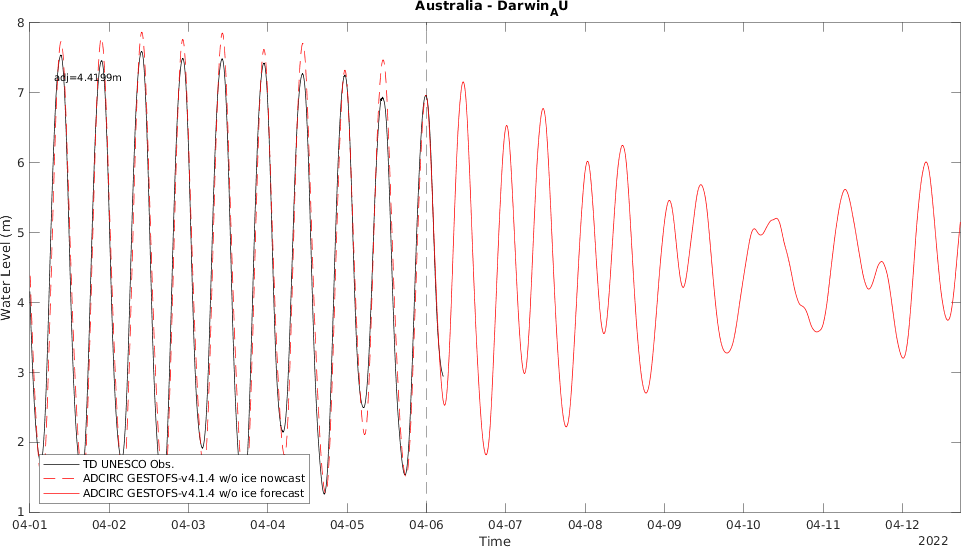 Australia - Darwin_AU
8
7
6
5
4
3
2
1
Water Level (m)
adj=4.4199m
TD UNESCO Obs.
ADCIRC GESTOFS-v4.1.4 w/o ice nowcast
ADCIRC GESTOFS-v4.1.4 w/o ice forecast
04-01 04-02 04-03 04-04 04-05 04-06 04-07 04-08 04-09 04-10 04-11 04-12
Time
2022